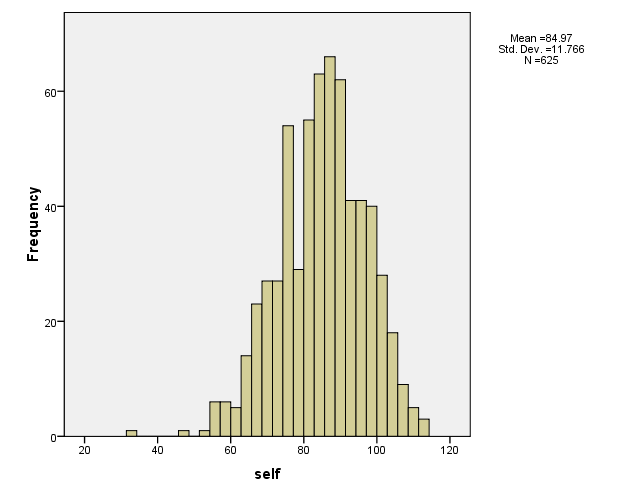 Mean =84.97
Std. Dev. =11.766
N =625
60
40
20
0
Frequency
20 40 60 80 100 120
self